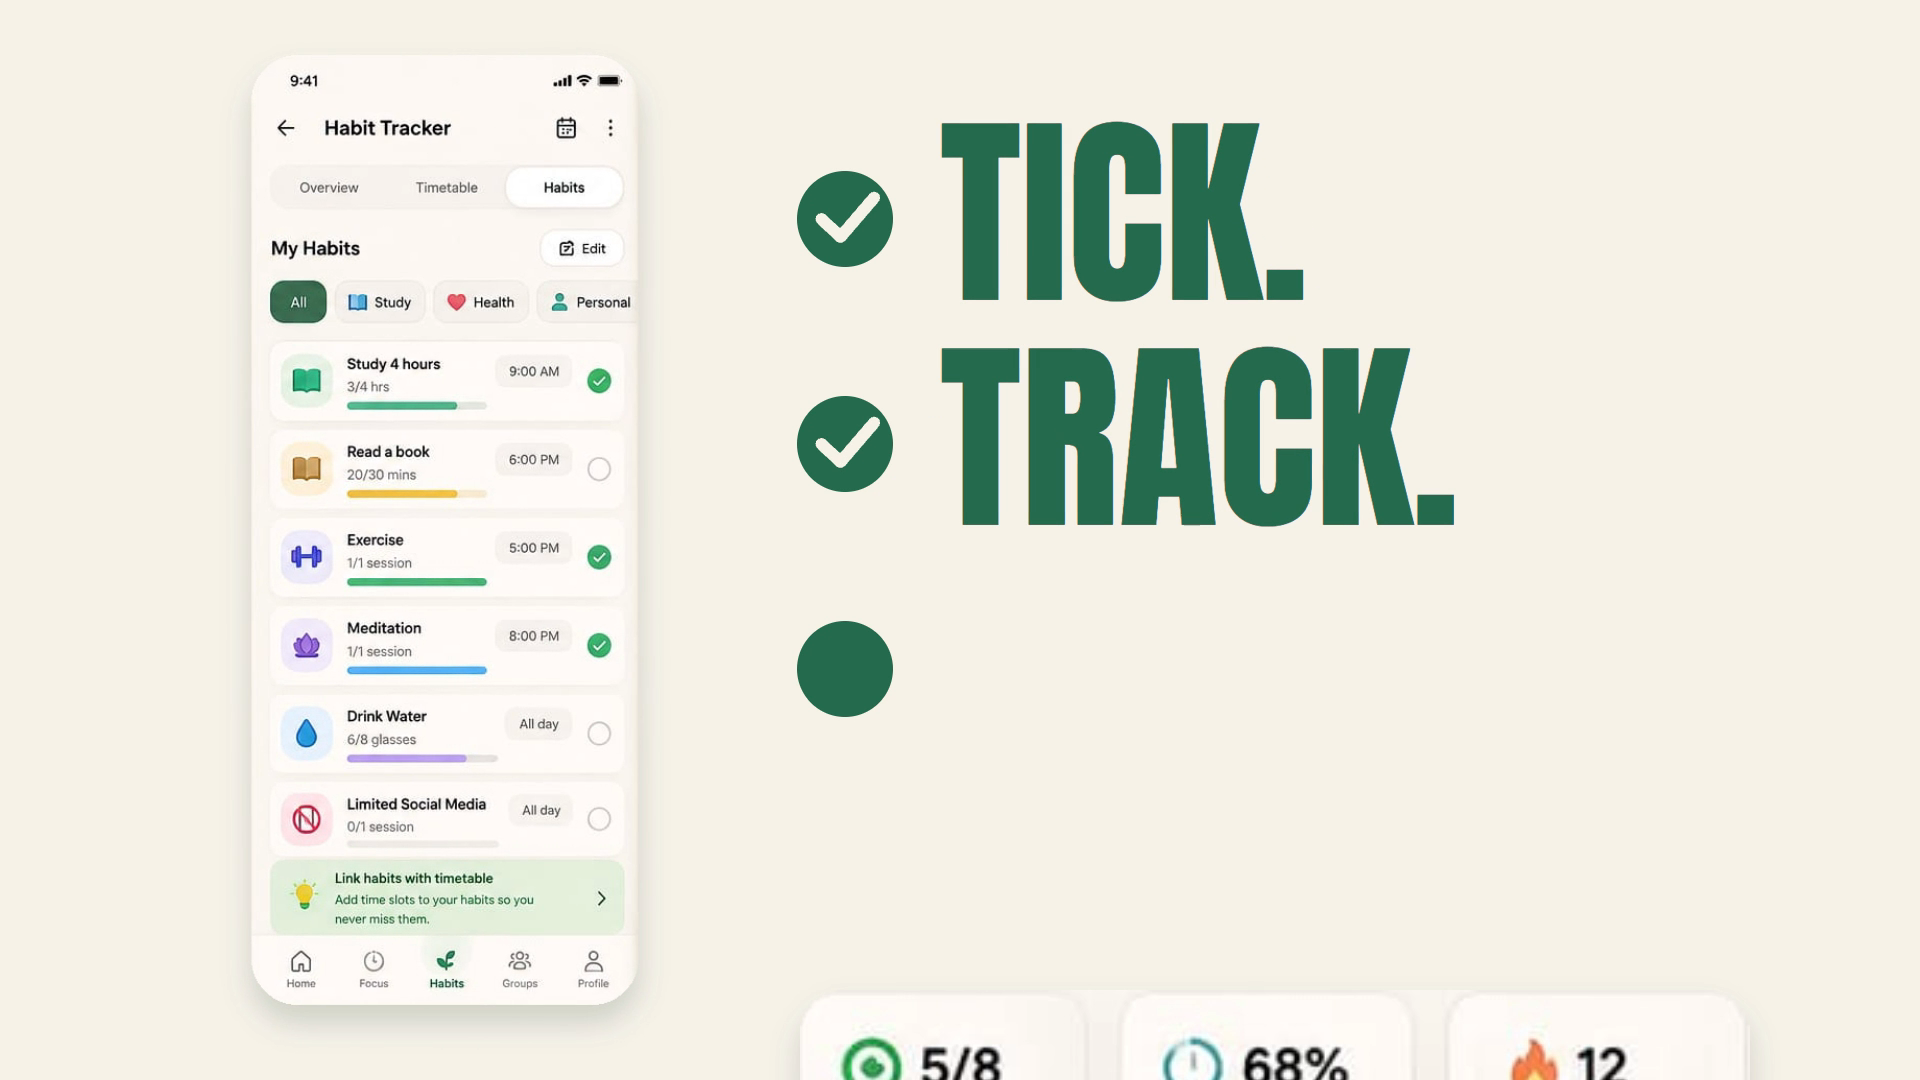 9:41
Habit Tracker
Overview Timetable Habits
My Habits Edit
All Study Health Personal
Study 4 hours 9:00 AM
3/4 hrs
Read a book 6:00 PM
20/30 mins
Exercise 5:00 PM
1/1 session
Meditation 8:00 PM
1/1 session
Drink Water All day
6/8 glasses
Limited Social Media All day
0/1 session
Link habits with timetable
Add time slots to your habits so you
never miss them.
Home Focus Habits Groups Profile
TICK.
TRACK.
5/8 68% 12